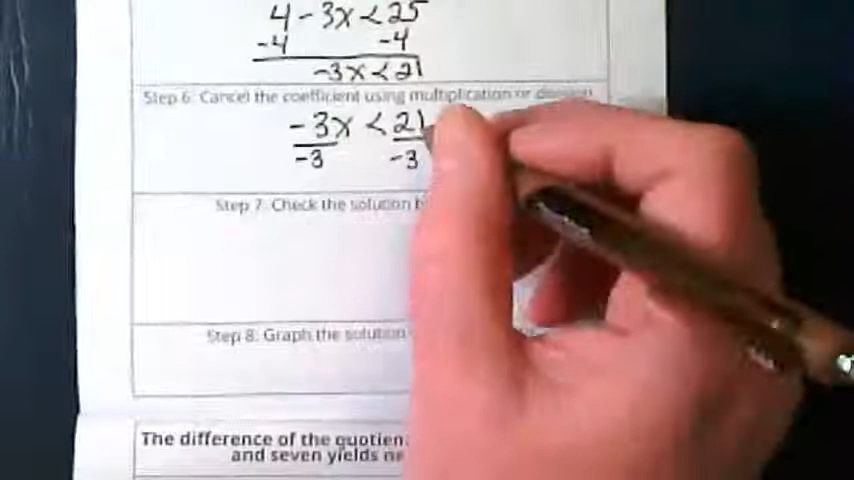 4 - 3x < 25
-4 -4
-3x < 21
Step 6: Cancel the coefficient using multiplication or division
-3x < 21
-3 -3
Step 7: Check the solution
Step 8: Graph the solution
The difference of the quotien
and seven yields ne